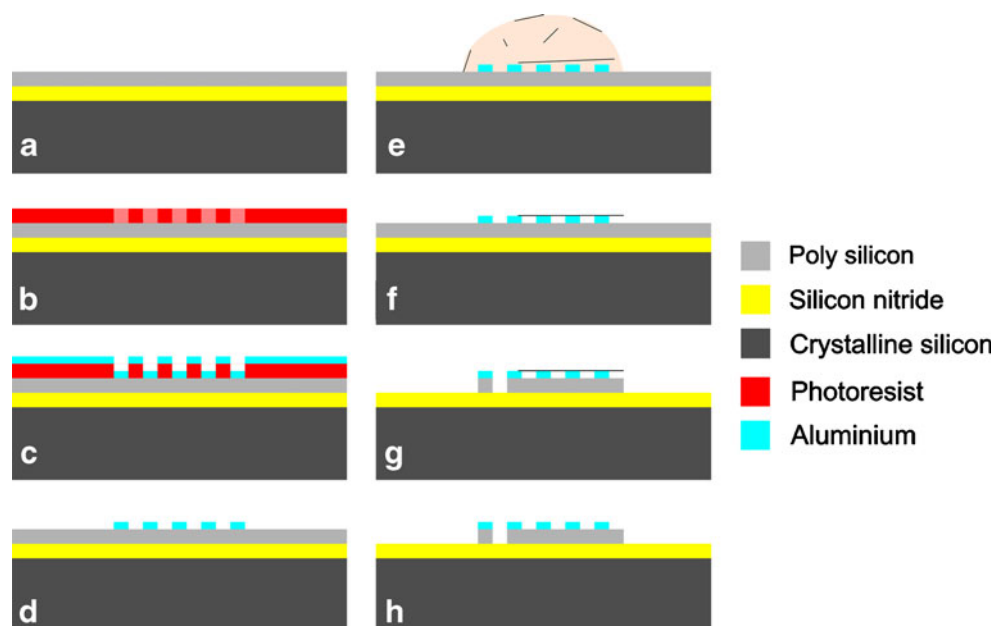 a
b
c
d
e
f
g
h
Poly silicon
Silicon nitride
Crystalline silicon
Photoresist
Aluminium